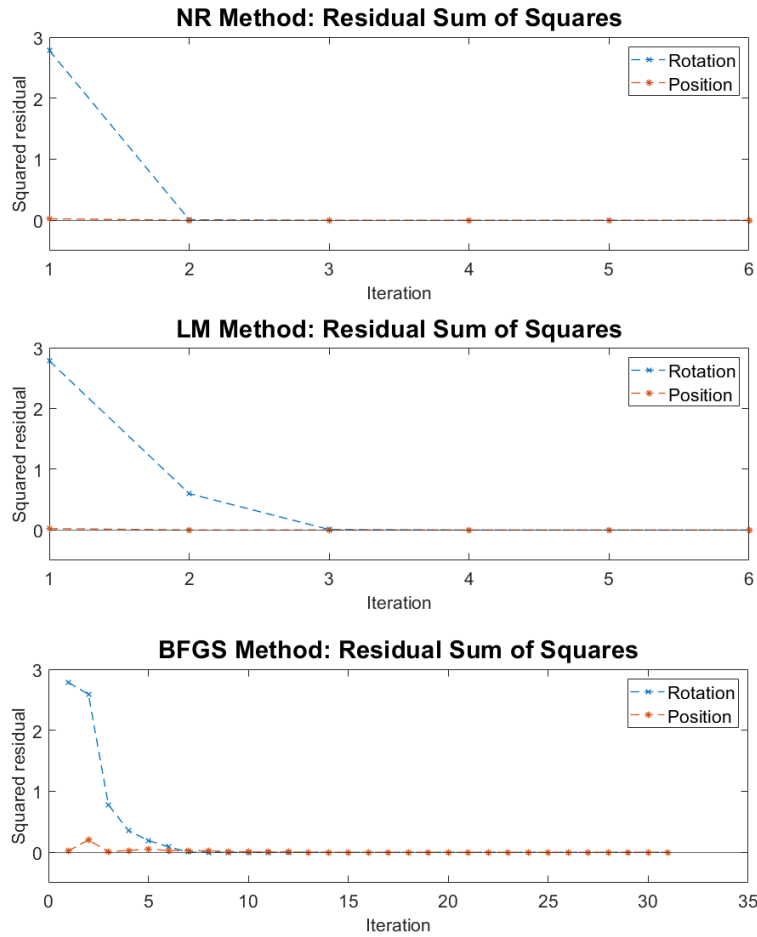 NR Method: Residual Sum of Squares
3
2
1
0
Squared residual
Rotation
Position
1 2 3 4 5 6
Iteration
LM Method: Residual Sum of Squares
3
2
1
0
Squared residual
Rotation
Position
1 2 3 4 5 6
Iteration
BFGS Method: Residual Sum of Squares
3
2
1
0
Squared residual
Rotation
Position
0 5 10 15 20 25 30 35
Iteration